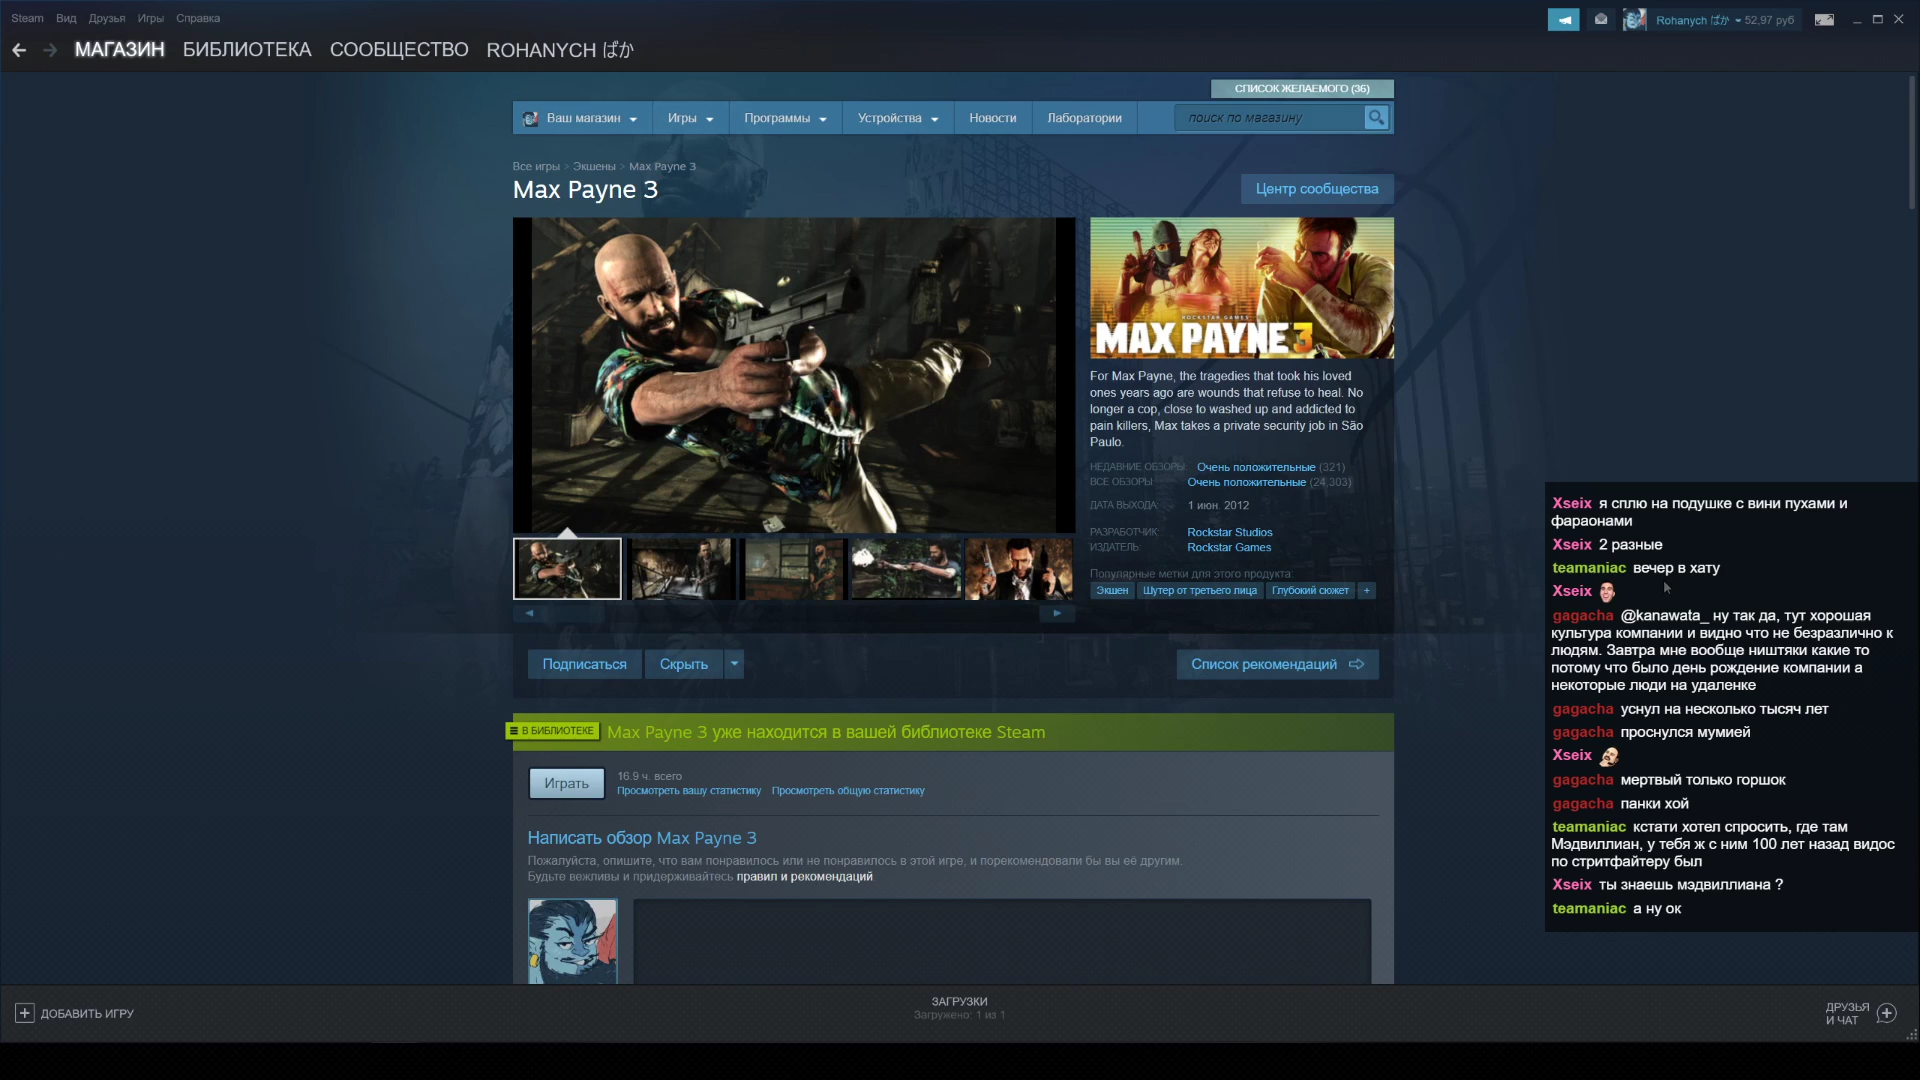 Steam Вид Друзья Игры Справка
Rohanych ばか 52,97 руб
МАГАЗИН БИБЛИОТЕКА СООБЩЕСТВО ROHANYCH ばか
СПИСОК ЖЕЛАЕМОГО (36)
Ваш магазин Игры Программы Устройства Новости Лаборатории поиск по магазину
Все игры > Экшены > Max Payne 3
Max Payne 3
Центр сообщества
ROCKSTAR GAMES
MAX PAYNE 3
For Max Payne, the tragedies that took his loved
ones years ago are wounds that refuse to heal. No
longer a cop, close to washed up and addicted to
pain killers, Max takes a private security job in São
Paulo.
НЕДАВНИЕ ОБЗОРЫ: Очень положительные (321)
ВСЕ ОБЗОРЫ: Очень положительные (24,303)
ДАТА ВЫХОДА: 1 июн. 2012
РАЗРАБОТЧИК: Rockstar Studios
ИЗДАТЕЛЬ: Rockstar Games
Популярные метки для этого продукта:
Экшен Шутер от третьего лица Глубокий сюжет +
Подписаться Скрыть Список рекомендаций
В БИБЛИОТЕКЕ Max Payne 3 уже находится в вашей библиотеке Steam
Играть
16.9 ч. всего
Просмотреть вашу статистику Просмотреть общую статистику
Написать обзор Max Payne 3
Пожалуйста, опишите, что вам понравилось или не понравилось в этой игре, и порекомендовали бы вы её другим.
Будьте вежливы и придерживайтесь правил и рекомендаций
Xseix я сплю на подушке с вини пухами и
фараонами
Xseix 2 разные
teamaniac вечер в хату
Xseix
gagacha @kanawata_ ну так да, тут хорошая
культура компании и видно что не безразлично к
людям. Завтра мне вообще ништяки какие то
потому что было день рождение компании а
некоторые люди на удаленке
gagacha уснул на несколько тысяч лет
gagacha проснулся мумией
Xseix
gagacha мертвый только горшок
gagacha панки хой
teamaniac кстати хотел спросить, где там
Мэдвиллиан, у тебя ж с ним 100 лет назад видос
по стритфайтеру был
Xseix ты знаешь мэдвиллиана ?
teamaniac а ну ок
ДОБАВИТЬ ИГРУ
ЗАГРУЗКИ
Загружено: 1 из 1
ДРУЗЬЯ
И ЧАТ